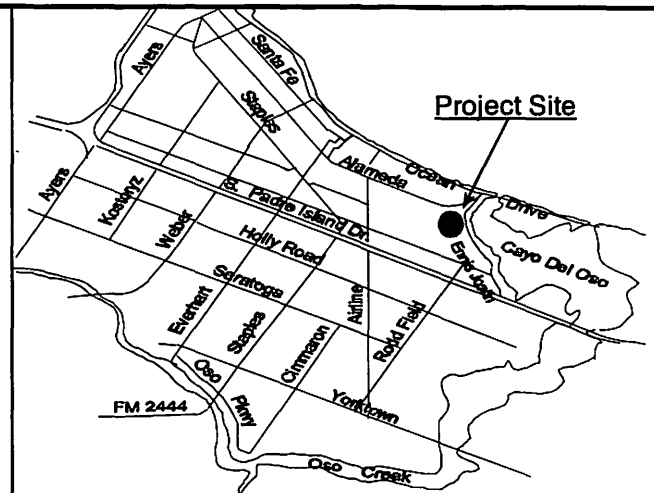 Ayers
Santa Fe
Staples
Project Site
Alameda
Ocean
Drive
Ayers
Kostoryz
Weber
S. Padre Island Dr.
Holly Road
Saratoga
Ennis Joslin
Cayo Del Oso
Everhart
Staples
Cimmaron
Airline
Rodd Field
Oso
Pkwy
FM 2444
Yorktown
Oso Creek